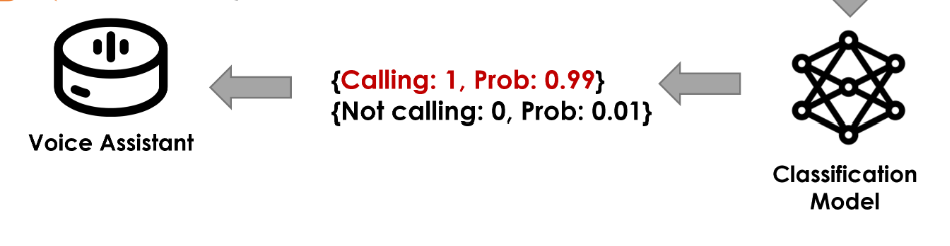 {Calling: 1, Prob: 0.99}
{Not calling: 0, Prob: 0.01}
Voice Assistant
Classification
Model